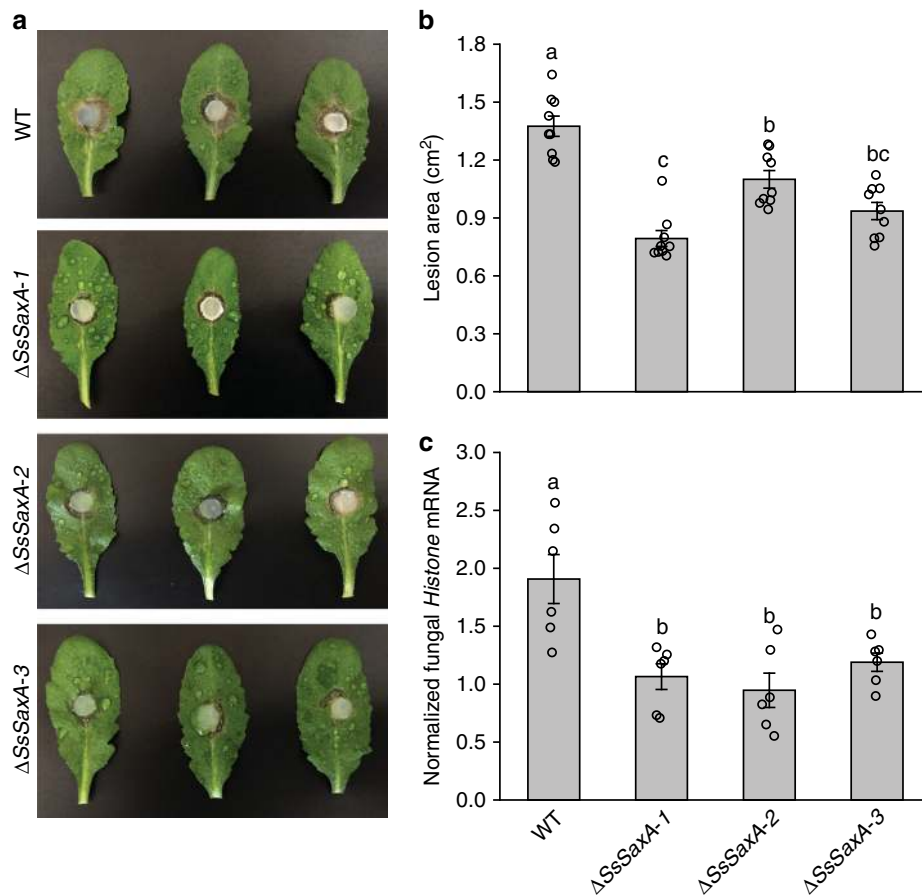 a
WT
ΔSsSaxA-1
ΔSsSaxA-2
ΔSsSaxA-3
b
Lesion area (cm²)
1.8
1.5
1.2
0.9
0.6
0.3
0.0
a
c
b
bc
c
Normalized fungal Histone mRNA
3.0
2.5
2.0
1.5
1.0
0.5
0.0
a
b
b
b
WT
ΔSsSaxA-1
ΔSsSaxA-2
ΔSsSaxA-3